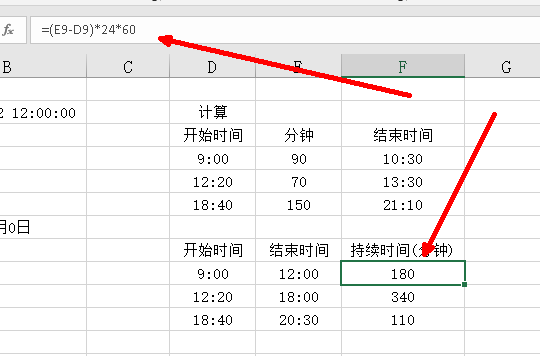 fx =(E9-D9)*24*60
B C D E F G
2 12:00:00 计算
开始时间 分钟 结束时间
9:00 90 10:30
12:20 70 13:30
18:40 150 21:10
月0日
开始时间 结束时间 持续时间(分钟)
9:00 12:00 180
12:20 18:00 340
18:40 20:30 110